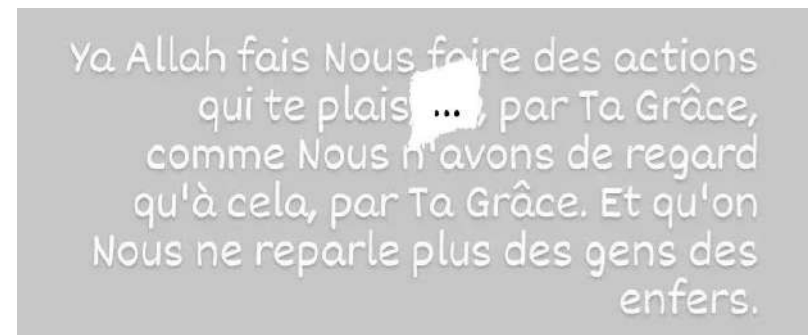 Ya Allah fais Nous faire des actions
qui te plais ... , par Ta Grâce,
comme Nous n'avons de regard
qu'à cela, par Ta Grâce. Et qu'on
Nous ne reparle plus des gens des
enfers.